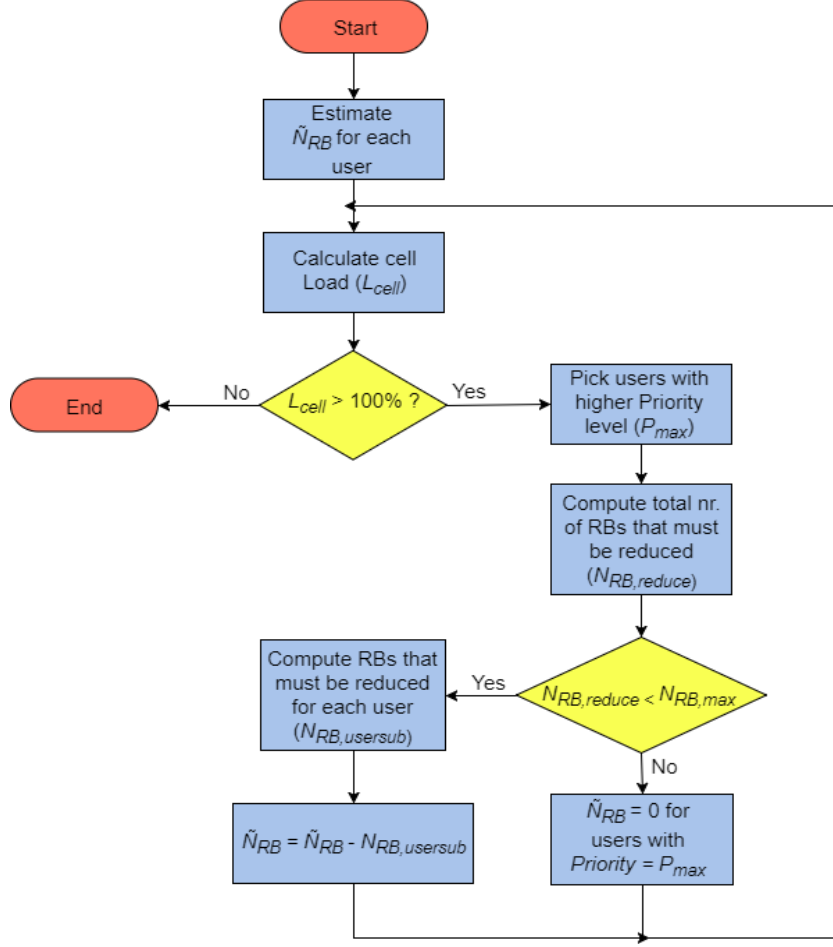 Start
Estimate
Ñ_RB for each
user
Calculate cell
Load (L_cell)
L_cell > 100% ?
No
Yes
End
Pick users with
higher Priority
level (P_max)
Compute total nr.
of RBs that must
be reduced
(N_RB,reduce)
N_RB,reduce < N_RB,max
Yes
No
Compute RBs that
must be reduced
for each user
(N_RB,usersub)
Ñ_RB = Ñ_RB - N_RB,usersub
Ñ_RB = 0 for
users with
Priority = P_max